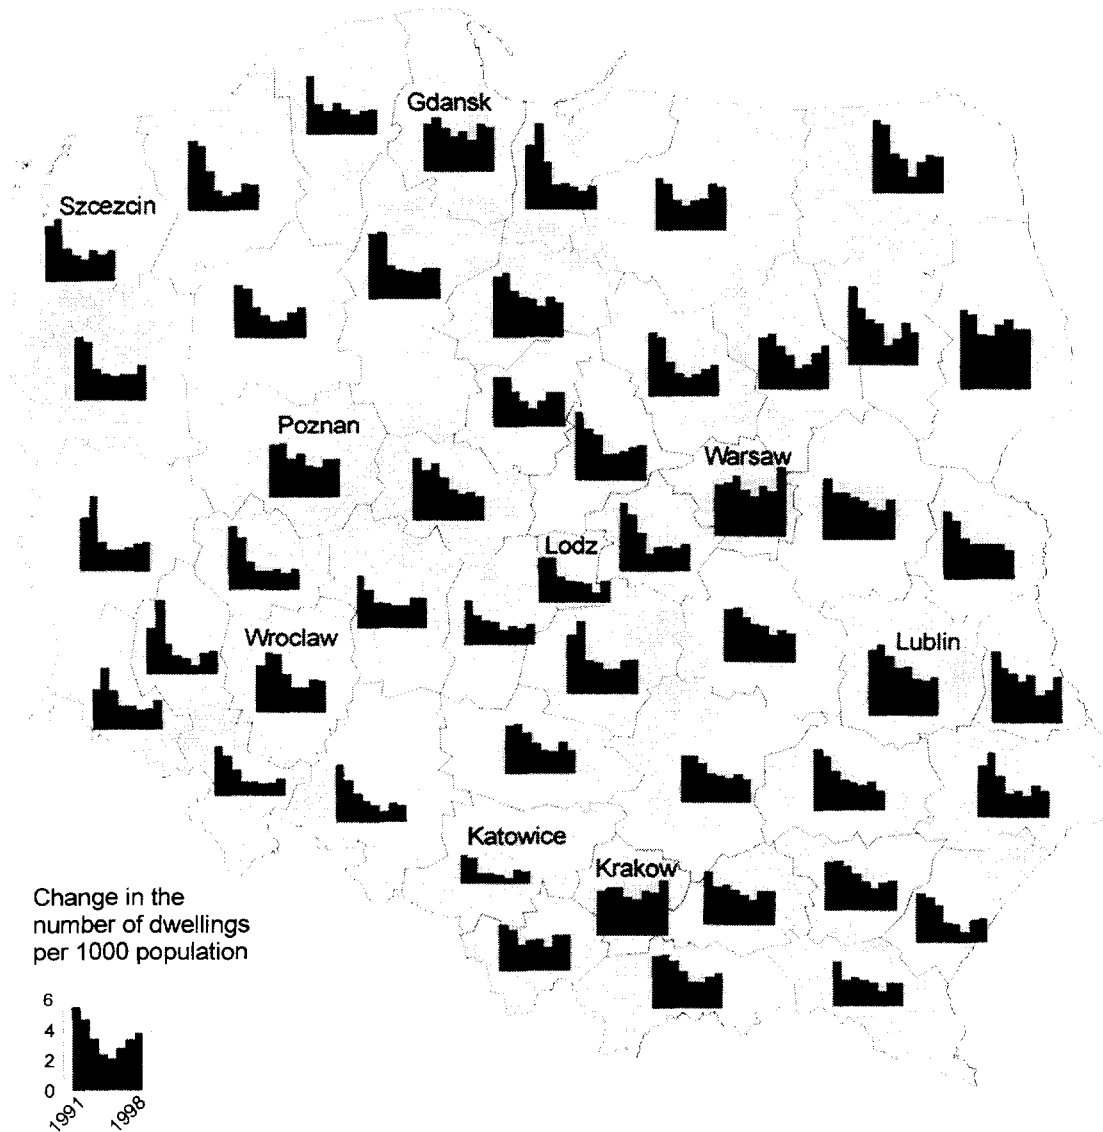 Gdansk
Szcezcin
Poznan
Warsaw
Lodz
Wroclaw
Lublin
Katowice
Krakow
Change in the
number of dwellings
per 1000 population
6
4
2
0
1991
1998